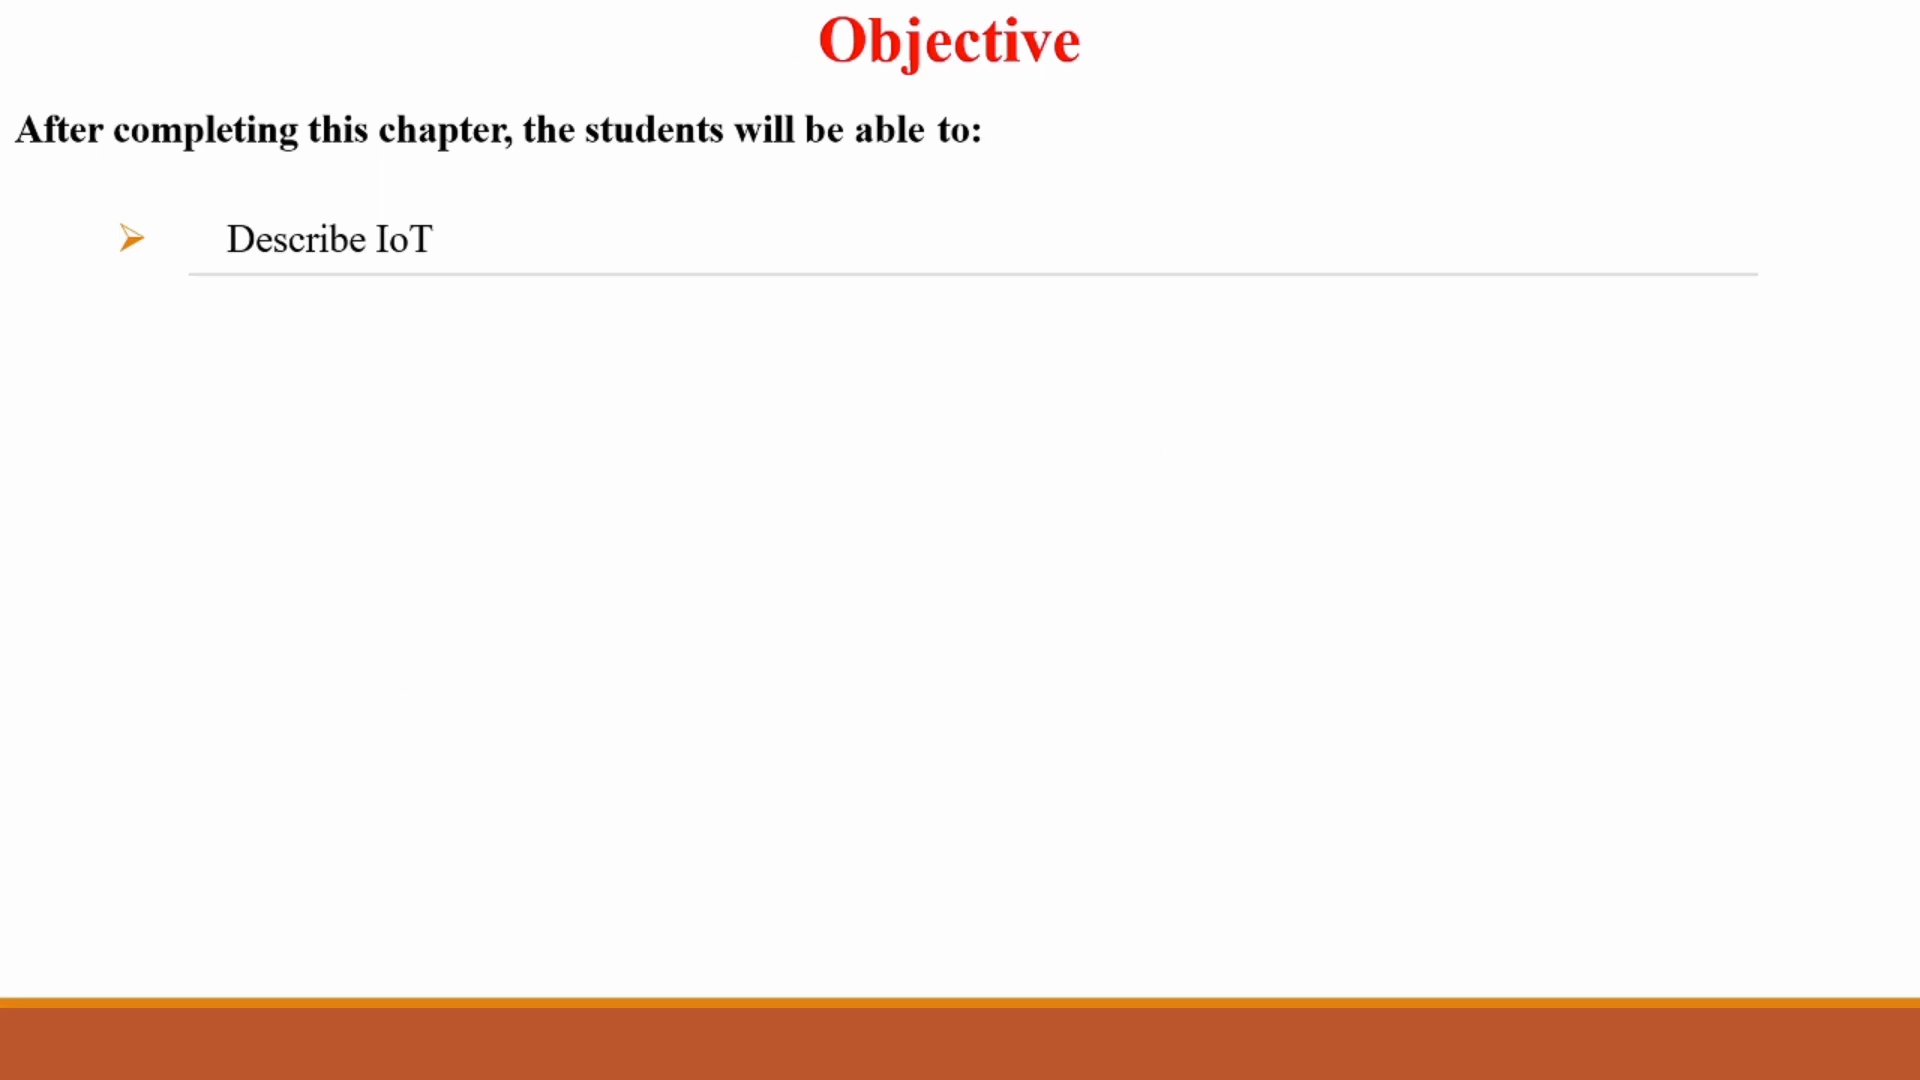 Objective
After completing this chapter, the students will be able to:
Describe IoT